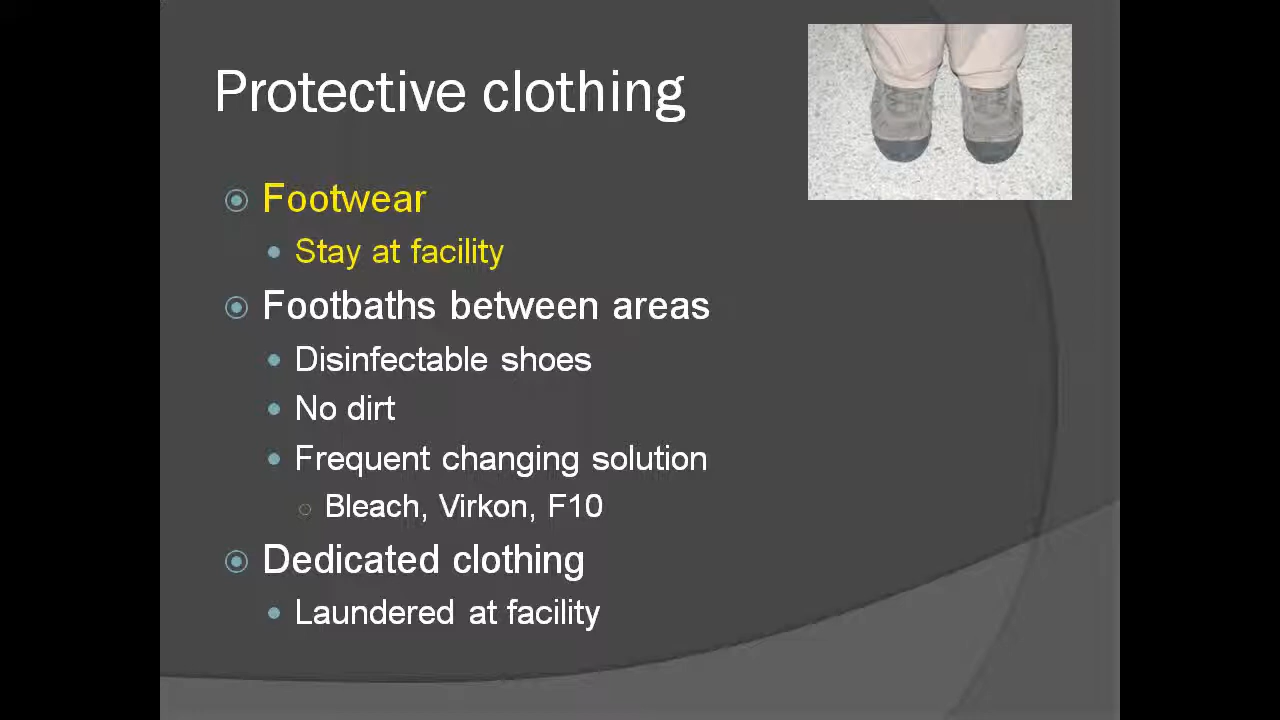 Protective clothing
Footwear
Stay at facility
Footbaths between areas
Disinfectable shoes
No dirt
Frequent changing solution
Bleach, Virkon, F10
Dedicated clothing
Laundered at facility